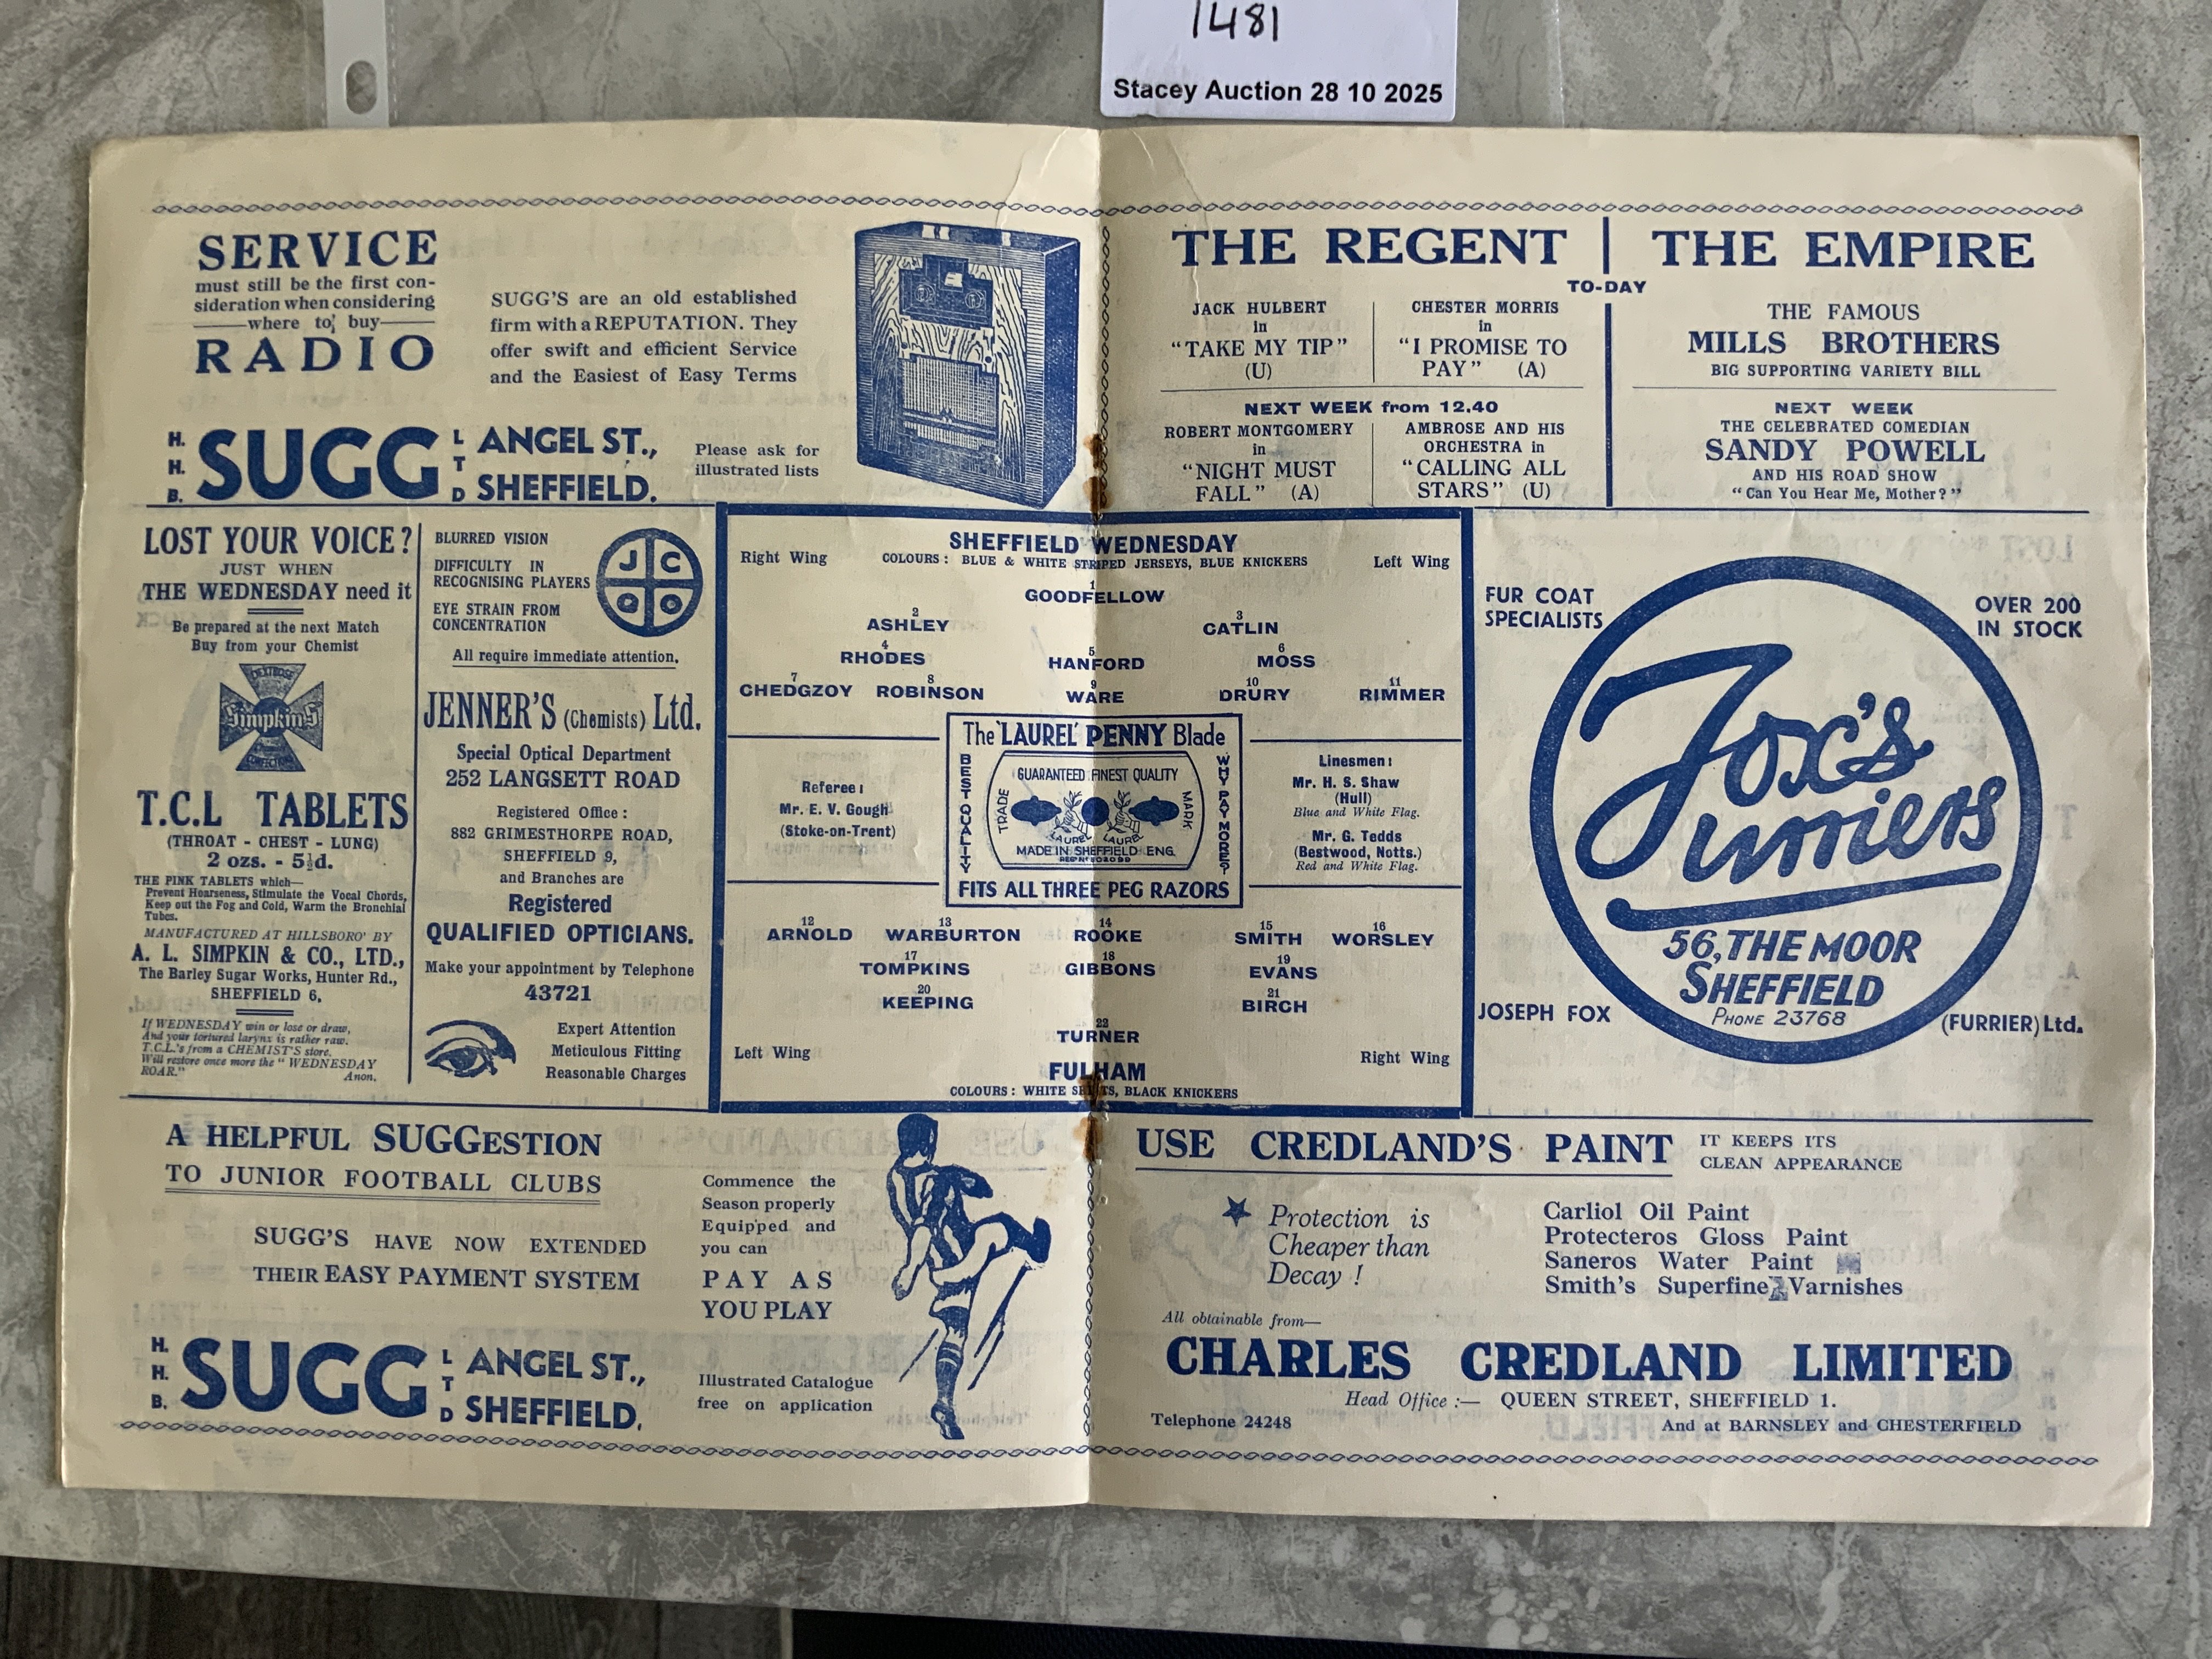 1481
Stacey Auction 28 10 2025
SERVICE
must still be the first con-
sideration when considering
where to buy
RADIO
SUGG'S are an old established
firm with a REPUTATION. They
offer swift and efficient Service
and the Easiest of Easy Terms
H.
H.
B.
SUGG
LTD
ANGEL ST.,
SHEFFIELD.
Please ask for
illustrated lists
THE REGENT
THE EMPIRE
TO-DAY
JACK HULBERT
in
"TAKE MY TIP"
(U)
CHESTER MORRIS
in
"I PROMISE TO
PAY" (A)
NEXT WEEK from 12.40
ROBERT MONTGOMERY
in
"NIGHT MUST
FALL" (A)
AMBROSE AND HIS
ORCHESTRA in
"CALLING ALL
STARS" (U)
THE FAMOUS
MILLS BROTHERS
BIG SUPPORTING VARIETY BILL
NEXT WEEK
THE CELEBRATED COMEDIAN
SANDY POWELL
AND HIS ROAD SHOW
"Can You Hear Me, Mother?"
LOST YOUR VOICE?
JUST WHEN
THE WEDNESDAY need it
Be prepared at the next Match
Buy from your Chemist
DEXTROSE
Simpkins
CONFECTIONS
T.C.L TABLETS
(THROAT - CHEST - LUNG)
2 ozs. - 5½d.
THE PINK TABLETS which—
Prevent Hoarseness, Stimulate the Vocal Chords,
Keep out the Fog and Cold, Warm the Bronchial
Tubes.
MANUFACTURED AT HILLSBORO' BY
A. L. SIMPKIN & CO., LTD.,
The Barley Sugar Works, Hunter Rd.,
SHEFFIELD 6.
If WEDNESDAY win or lose or draw,
And your tortured larynx is rather raw.
T.C.L.'s from a CHEMIST'S store,
Will restore once more the "WEDNESDAY
ROAR."
Anon.
BLURRED VISION
DIFFICULTY IN
RECOGNISING PLAYERS
EYE STRAIN FROM
CONCENTRATION
J C
Q O
All require immediate attention.
JENNER'S (Chemists) Ltd.
Special Optical Department
252 LANGSETT ROAD
Registered Office :
882 GRIMESTHORPE ROAD,
SHEFFIELD 9,
and Branches are
Registered
QUALIFIED OPTICIANS.
Make your appointment by Telephone
43721
Expert Attention
Meticulous Fitting
Reasonable Charges
SHEFFIELD WEDNESDAY
Right Wing
COLOURS : BLUE & WHITE STRIPED JERSEYS, BLUE KNICKERS
Left Wing
1
GOODFELLOW
2 3
ASHLEY CATLIN
4 5 6
RHODES HANFORD MOSS
7 8 9 10 11
CHEDGZOY ROBINSON WARE DRURY RIMMER
Referee :
Mr. E. V. Gough
(Stoke-on-Trent)
The 'LAUREL' PENNY Blade
BEST QUALITY
GUARANTEED FINEST QUALITY
TRADE
MARK
LAUREL LAUREL
MADE IN SHEFFIELD ENG.
WHY PAY MORE?
FITS ALL THREE PEG RAZORS
Linesmen :
Mr. H. S. Shaw
(Hull)
Blue and White Flag.
Mr. G. Tedds
(Bestwood, Notts.)
Red and White Flag.
12 13 14 15 16
ARNOLD WARBURTON ROOKE SMITH WORSLEY
17 18 19
TOMPKINS GIBBONS EVANS
20 21
KEEPING BIRCH
22
TURNER
Left Wing
Right Wing
FULHAM
COLOURS : WHITE SHIRTS, BLACK KNICKERS
FUR COAT
SPECIALISTS
OVER 200
IN STOCK
Fox's
Furriers
56, THE MOOR
SHEFFIELD
PHONE 23768
JOSEPH FOX
(FURRIER) Ltd.
A HELPFUL SUGGESTION
TO JUNIOR FOOTBALL CLUBS
SUGG'S HAVE NOW EXTENDED
THEIR EASY PAYMENT SYSTEM
Commence the
Season properly
Equipped and
you can
PAY AS
YOU PLAY
H.
H.
B.
SUGG
LTD
ANGEL ST.,
SHEFFIELD.
Illustrated Catalogue
free on application
USE CREDLAND'S PAINT
IT KEEPS ITS
CLEAN APPEARANCE
Protection is
Cheaper than
Decay !
Carliol Oil Paint
Protecteros Gloss Paint
Saneros Water Paint
Smith's Superfine Varnishes
All obtainable from—
CHARLES CREDLAND LIMITED
Head Office :— QUEEN STREET, SHEFFIELD 1.
Telephone 24248
And at BARNSLEY and CHESTERFIELD